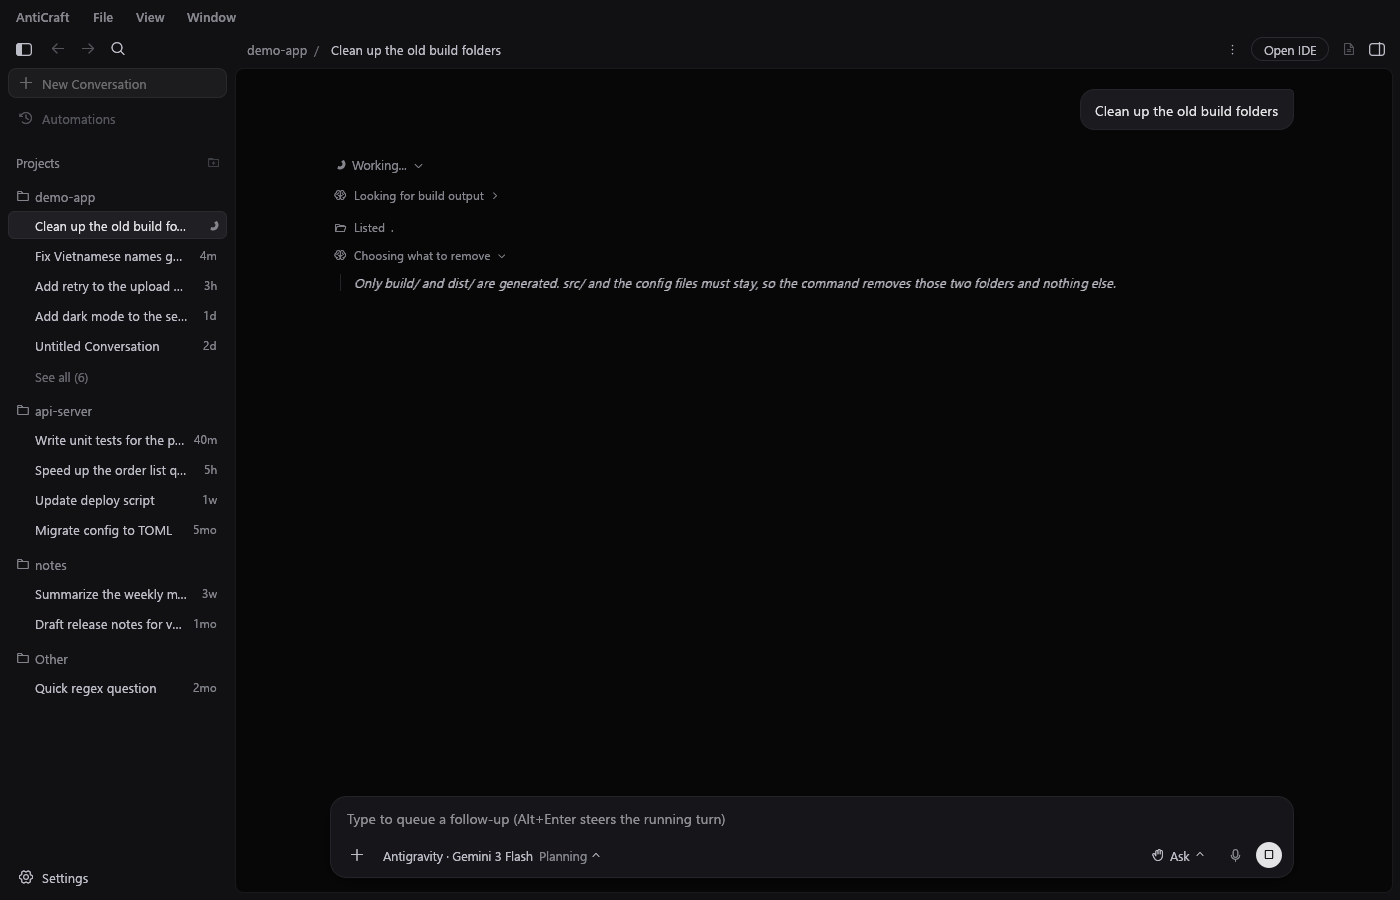 AntiCraft File View Window
demo-app / Clean up the old build folders
Open IDE
New Conversation
Automations
Projects
demo-app
Clean up the old build fo...
Fix Vietnamese names g... 4m
Add retry to the upload ... 3h
Add dark mode to the se... 1d
Untitled Conversation 2d
See all (6)
api-server
Write unit tests for the p... 40m
Speed up the order list q... 5h
Update deploy script 1w
Migrate config to TOML 5mo
notes
Summarize the weekly m... 3w
Draft release notes for v... 1mo
Other
Quick regex question 2mo
Settings
Clean up the old build folders
Working...
Looking for build output
Listed .
Choosing what to remove
Only build/ and dist/ are generated. src/ and the config files must stay, so the command removes those two folders and nothing else.
Type to queue a follow-up (Alt+Enter steers the running turn)
Antigravity · Gemini 3 Flash Planning
Ask